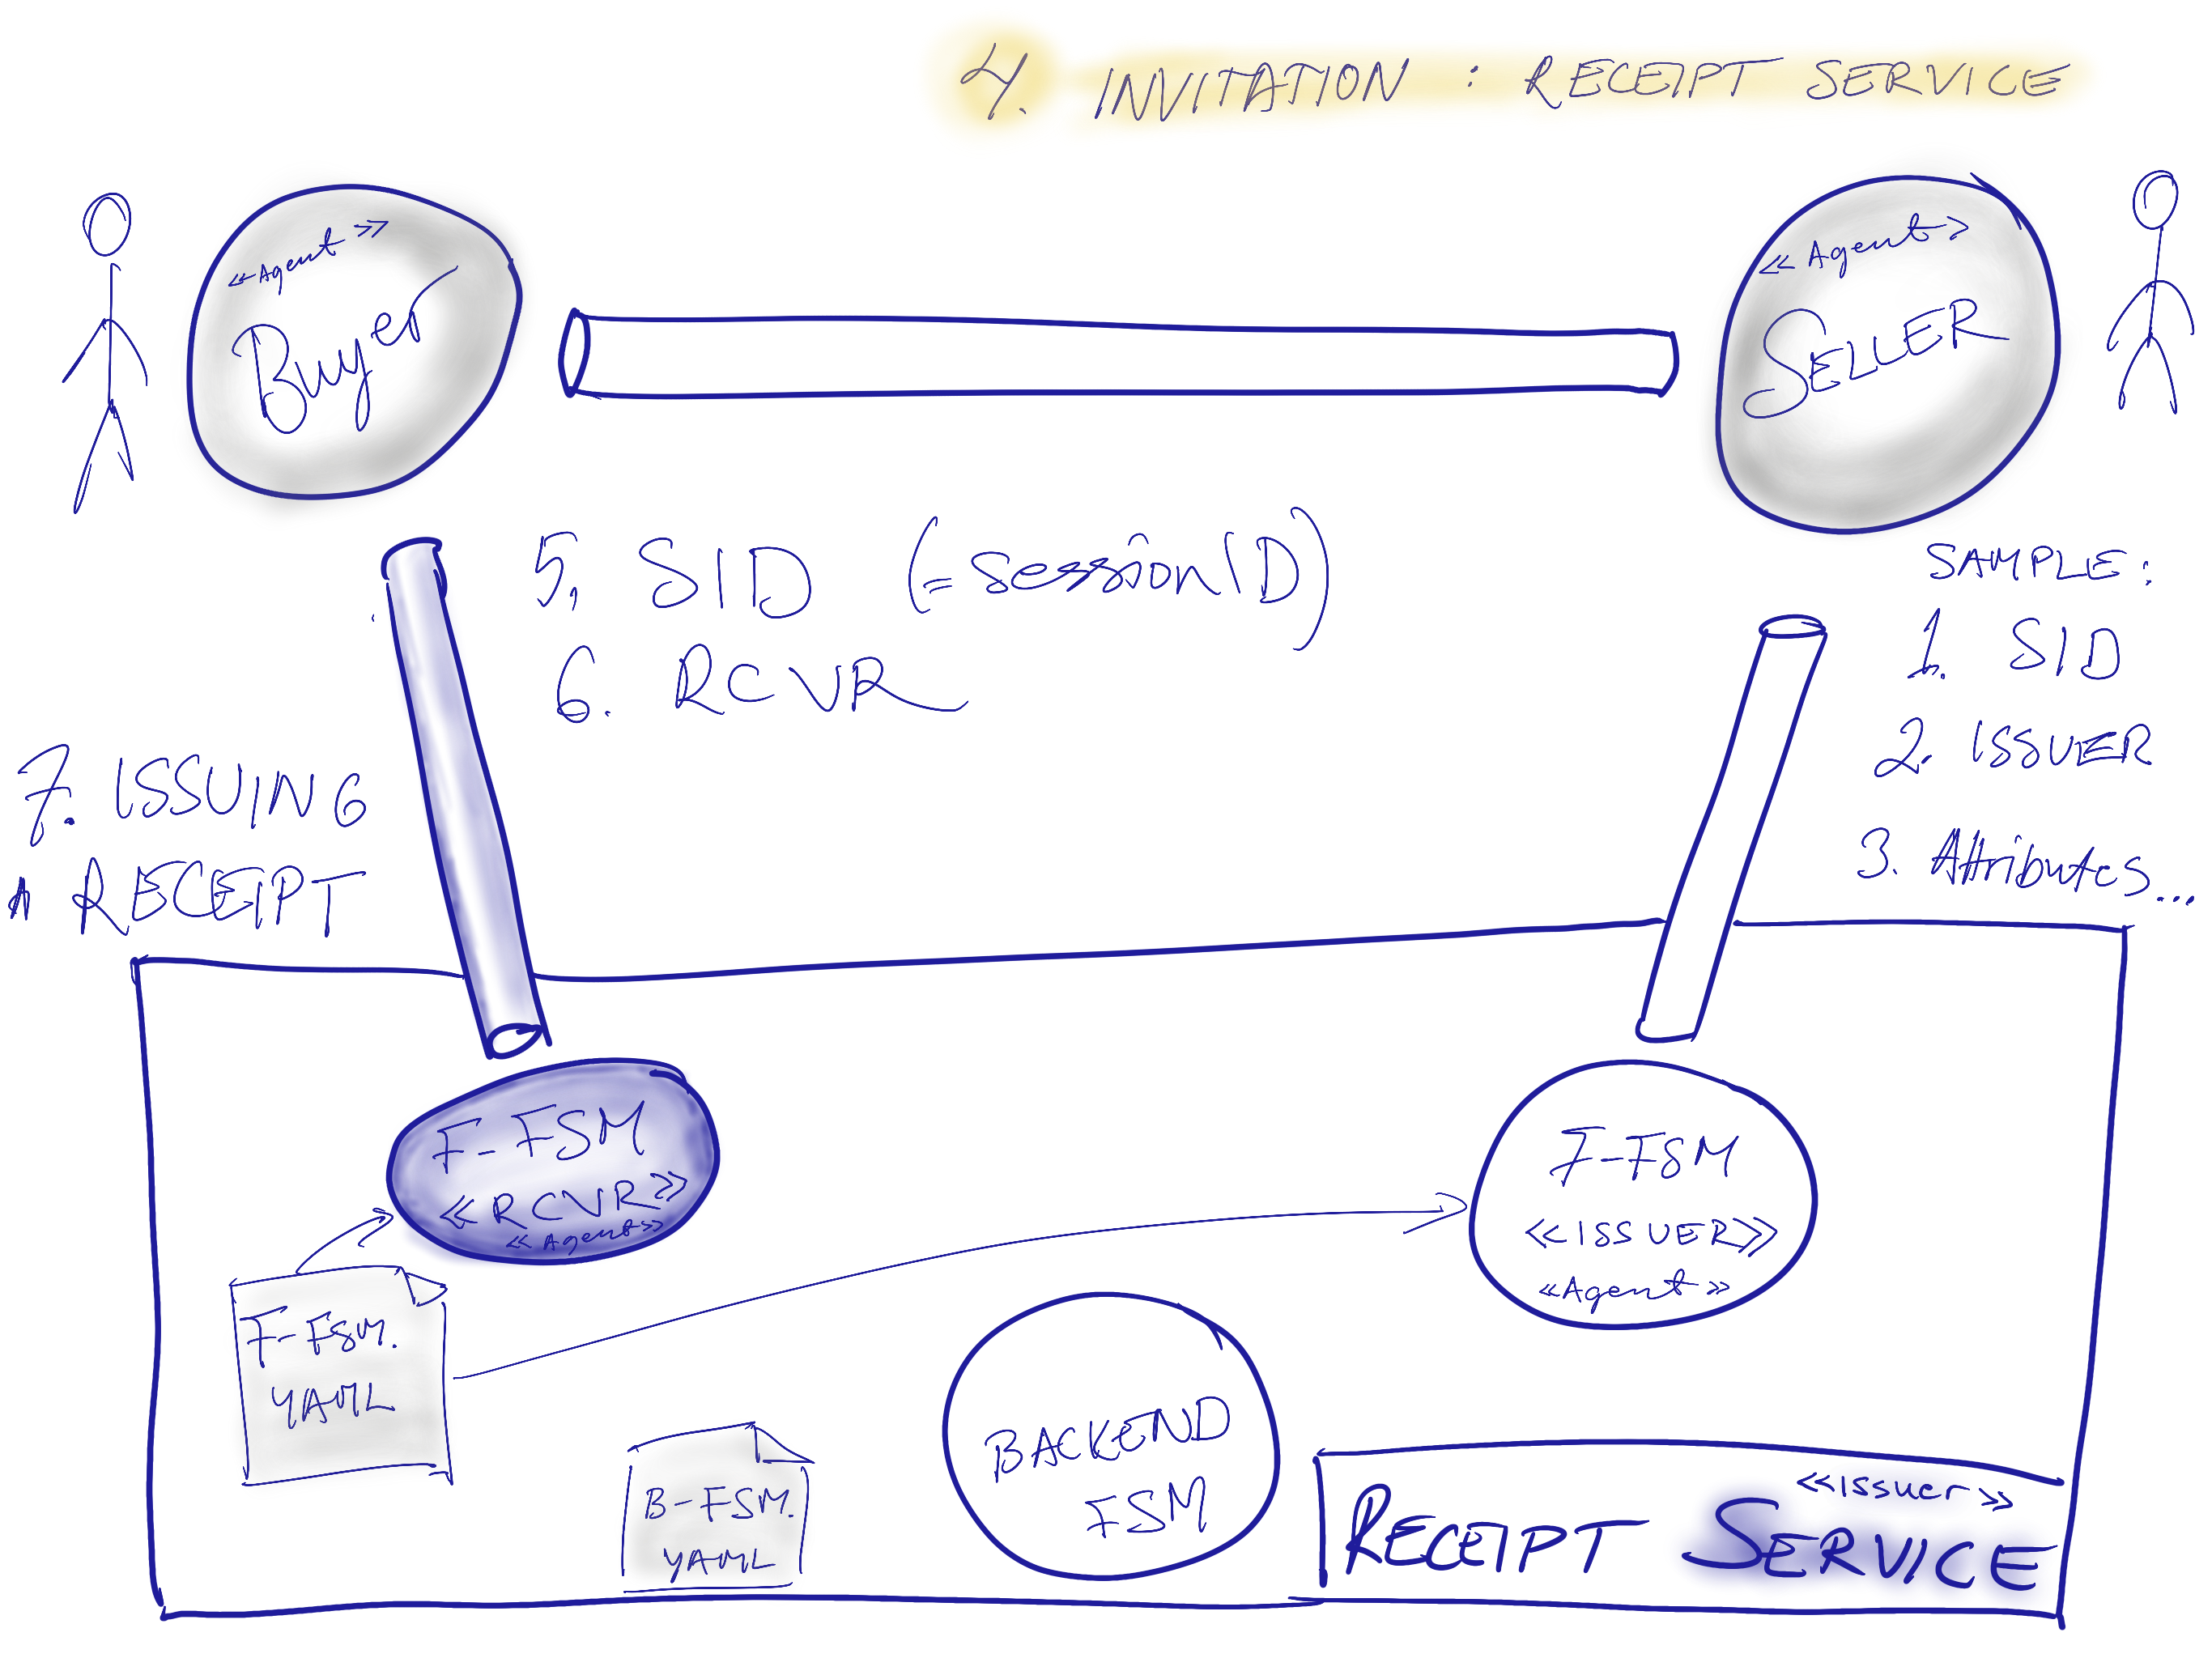 4. INVITATION : RECEIPT SERVICE
<<Agent>>
Buyer
<<Agent>
SELLER
5. SID (=sessionID)
6. RCVR
SAMPLE:
1. SID
2. ISSUER
3. Attributes...
7. ISSUING
A RECEIPT
F-FSM
<<RCVR>>
<<Agent>>
F-FSM
<<ISSUER>>
<<Agent>>
F-FSM.
YAML
B-FSM.
YAML
BACKEND
FSM
<<issuer>>
RECEIPT SERVICE